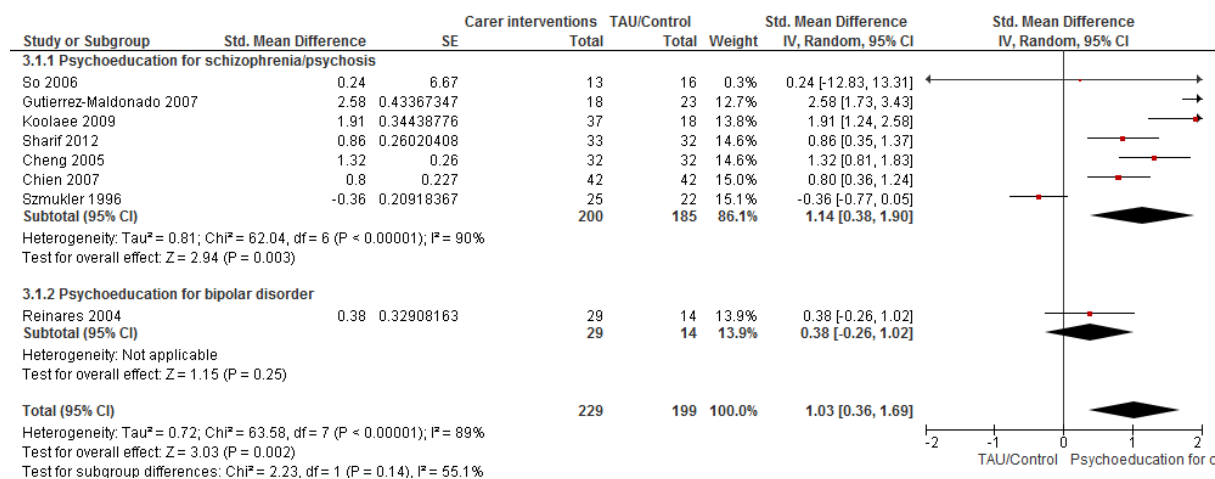 Carer interventions TAU/Control Std. Mean Difference Std. Mean Difference
Study or Subgroup Std. Mean Difference SE Total Total Weight IV, Random, 95% CI IV, Random, 95% CI
3.1.1 Psychoeducation for schizophrenia/psychosis
So 2006 0.24 6.67 13 16 0.3% 0.24 [-12.83, 13.31]
Gutierrez-Maldonado 2007 2.58 0.43367347 18 23 12.7% 2.58 [1.73, 3.43]
Koolaee 2009 1.91 0.34438776 37 18 13.8% 1.91 [1.24, 2.58]
Sharif 2012 0.86 0.26020408 33 32 14.6% 0.86 [0.35, 1.37]
Cheng 2005 1.32 0.26 32 32 14.6% 1.32 [0.81, 1.83]
Chien 2007 0.8 0.227 42 42 15.0% 0.80 [0.36, 1.24]
Szmukler 1996 -0.36 0.20918367 25 22 15.1% -0.36 [-0.77, 0.05]
Subtotal (95% CI) 200 185 86.1% 1.14 [0.38, 1.90]
Heterogeneity: Tau² = 0.81; Chi² = 62.04, df = 6 (P < 0.00001); I² = 90%
Test for overall effect: Z = 2.94 (P = 0.003)
3.1.2 Psychoeducation for bipolar disorder
Reinares 2004 0.38 0.32908163 29 14 13.9% 0.38 [-0.26, 1.02]
Subtotal (95% CI) 29 14 13.9% 0.38 [-0.26, 1.02]
Heterogeneity: Not applicable
Test for overall effect: Z = 1.15 (P = 0.25)
Total (95% CI) 229 199 100.0% 1.03 [0.36, 1.69]
Heterogeneity: Tau² = 0.72; Chi² = 63.58, df = 7 (P < 0.00001); I² = 89%
Test for overall effect: Z = 3.03 (P = 0.002)
Test for subgroup differences: Chi² = 2.23, df = 1 (P = 0.14), I² = 55.1%
-2 -1 0 1 2
TAU/Control Psychoeducation for c